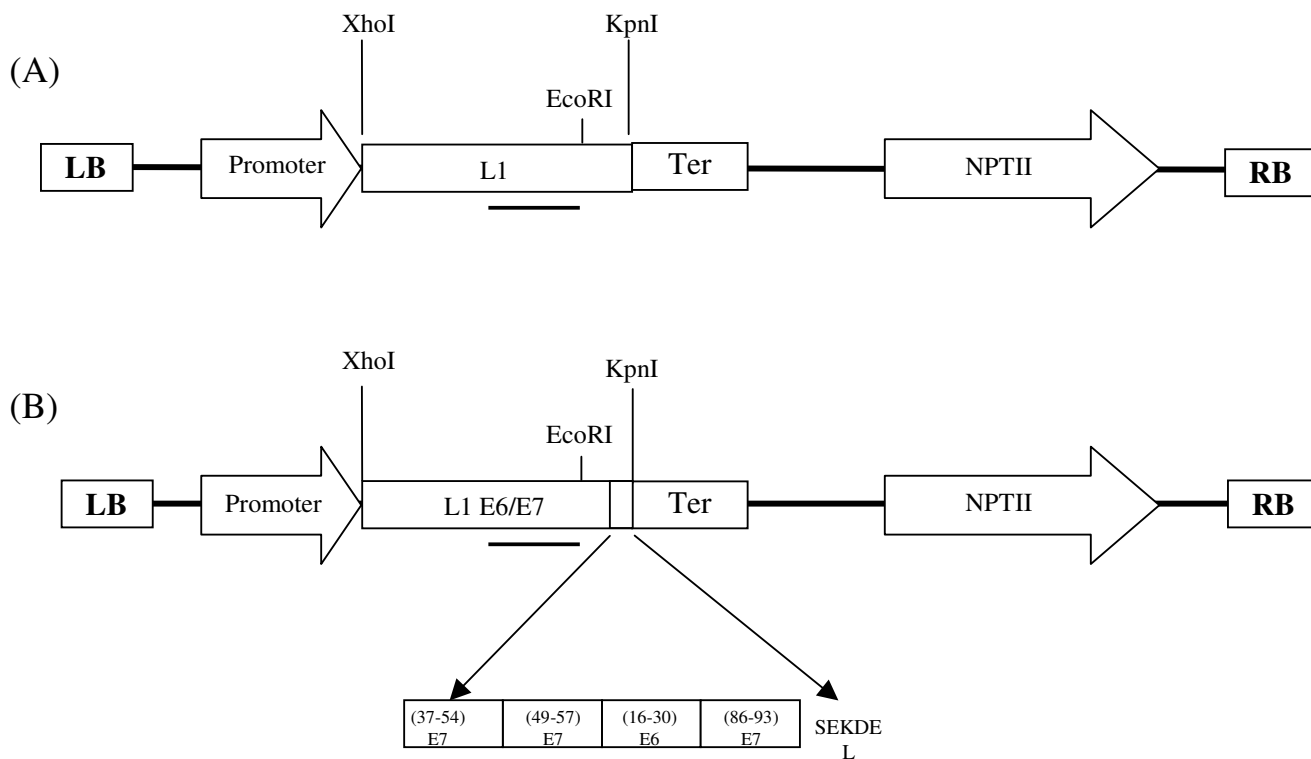 XhoI KpnI
(A)
EcoRI
LB Promoter L1 Ter NPTII RB
XhoI KpnI
(B)
EcoRI
LB Promoter L1 E6/E7 Ter NPTII RB
(37-54) (49-57) (16-30) (86-93) SEKDE
E7 E7 E6 E7 L